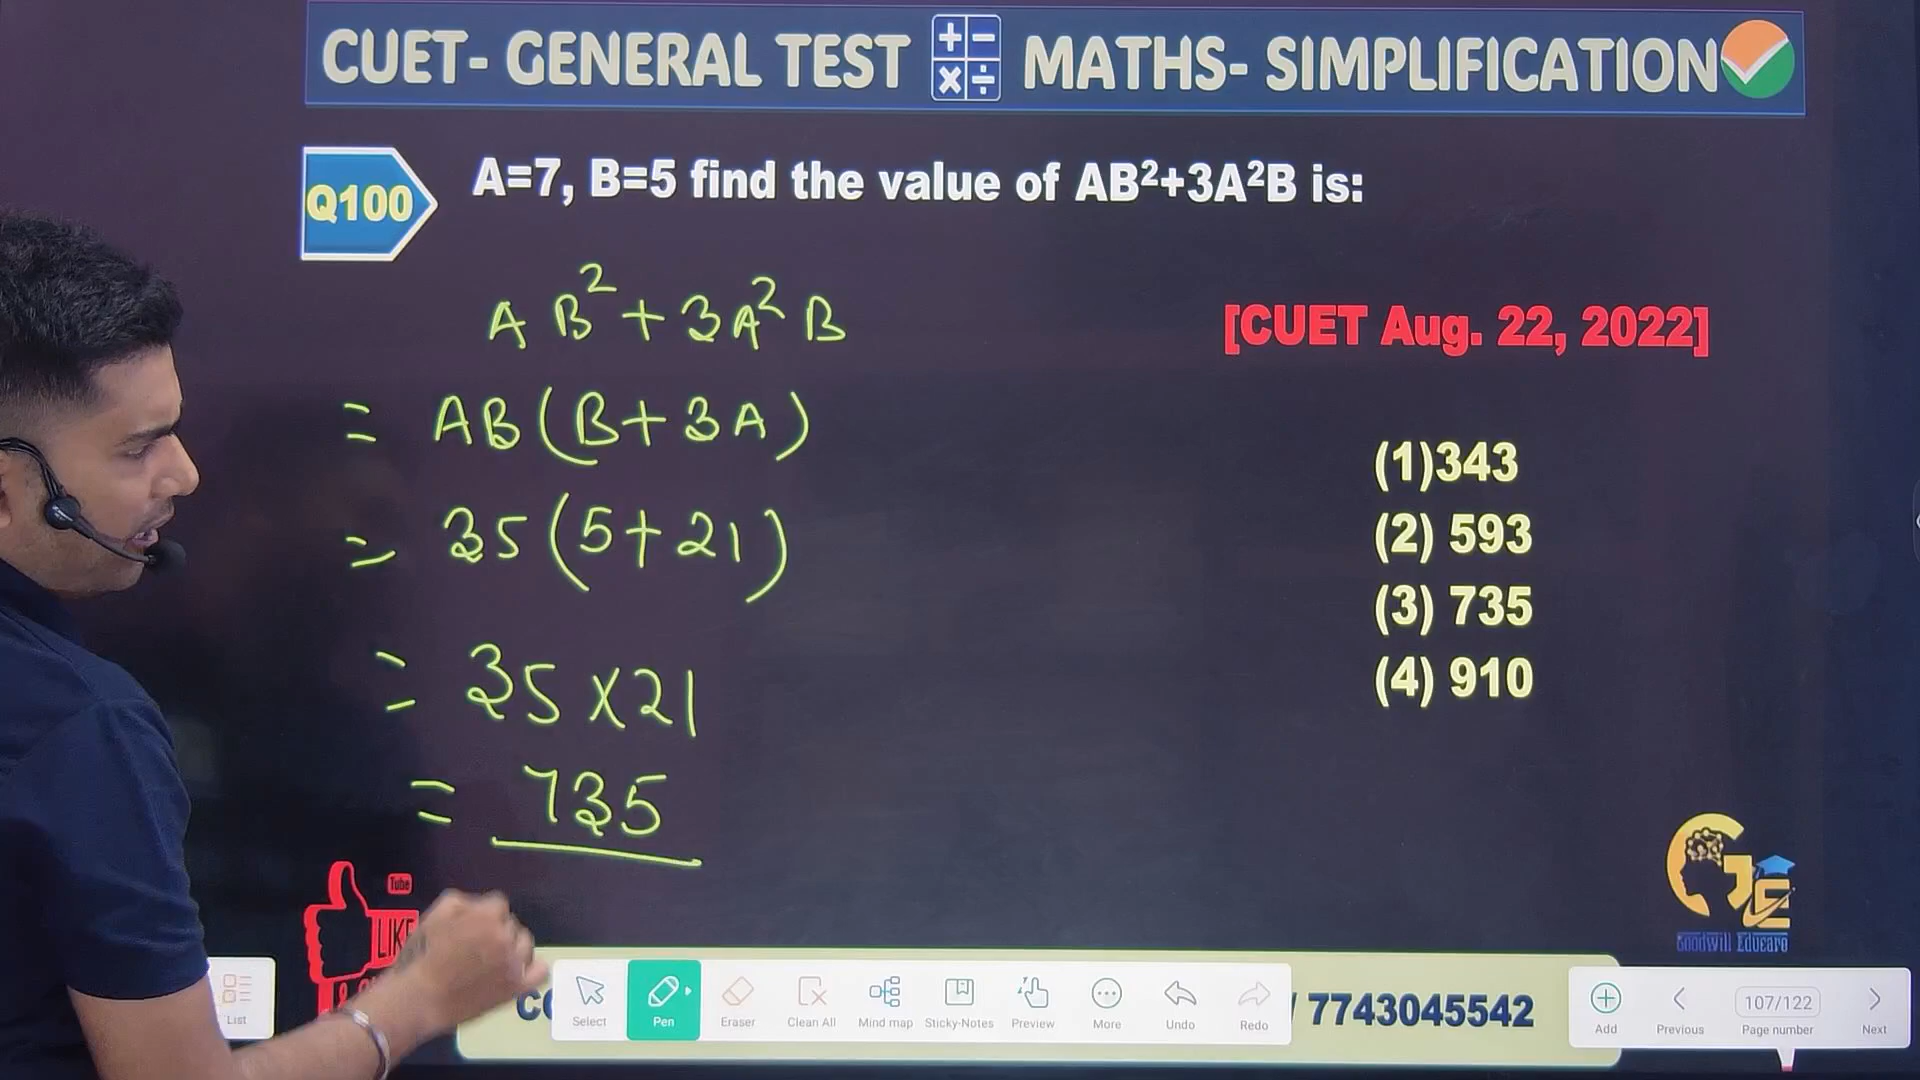 CUET- GENERAL TEST + − × ÷ MATHS- SIMPLIFICATION
Q100
A=7, B=5 find the value of AB²+3A²B is:
AB² + 3A²B
[CUET Aug. 22, 2022]
= AB(B+3A)
= 35(5+21)
= 35×21
= 735
(1)343
(2) 593
(3) 735
(4) 910
Tube
LIKE
GE
Goodwill Educare
/ 7743045542
List
Select
Pen
Eraser
Clean All
Mind map
Sticky-Notes
Preview
More
Undo
Redo
Add
Previous
107/122
Page number
Next